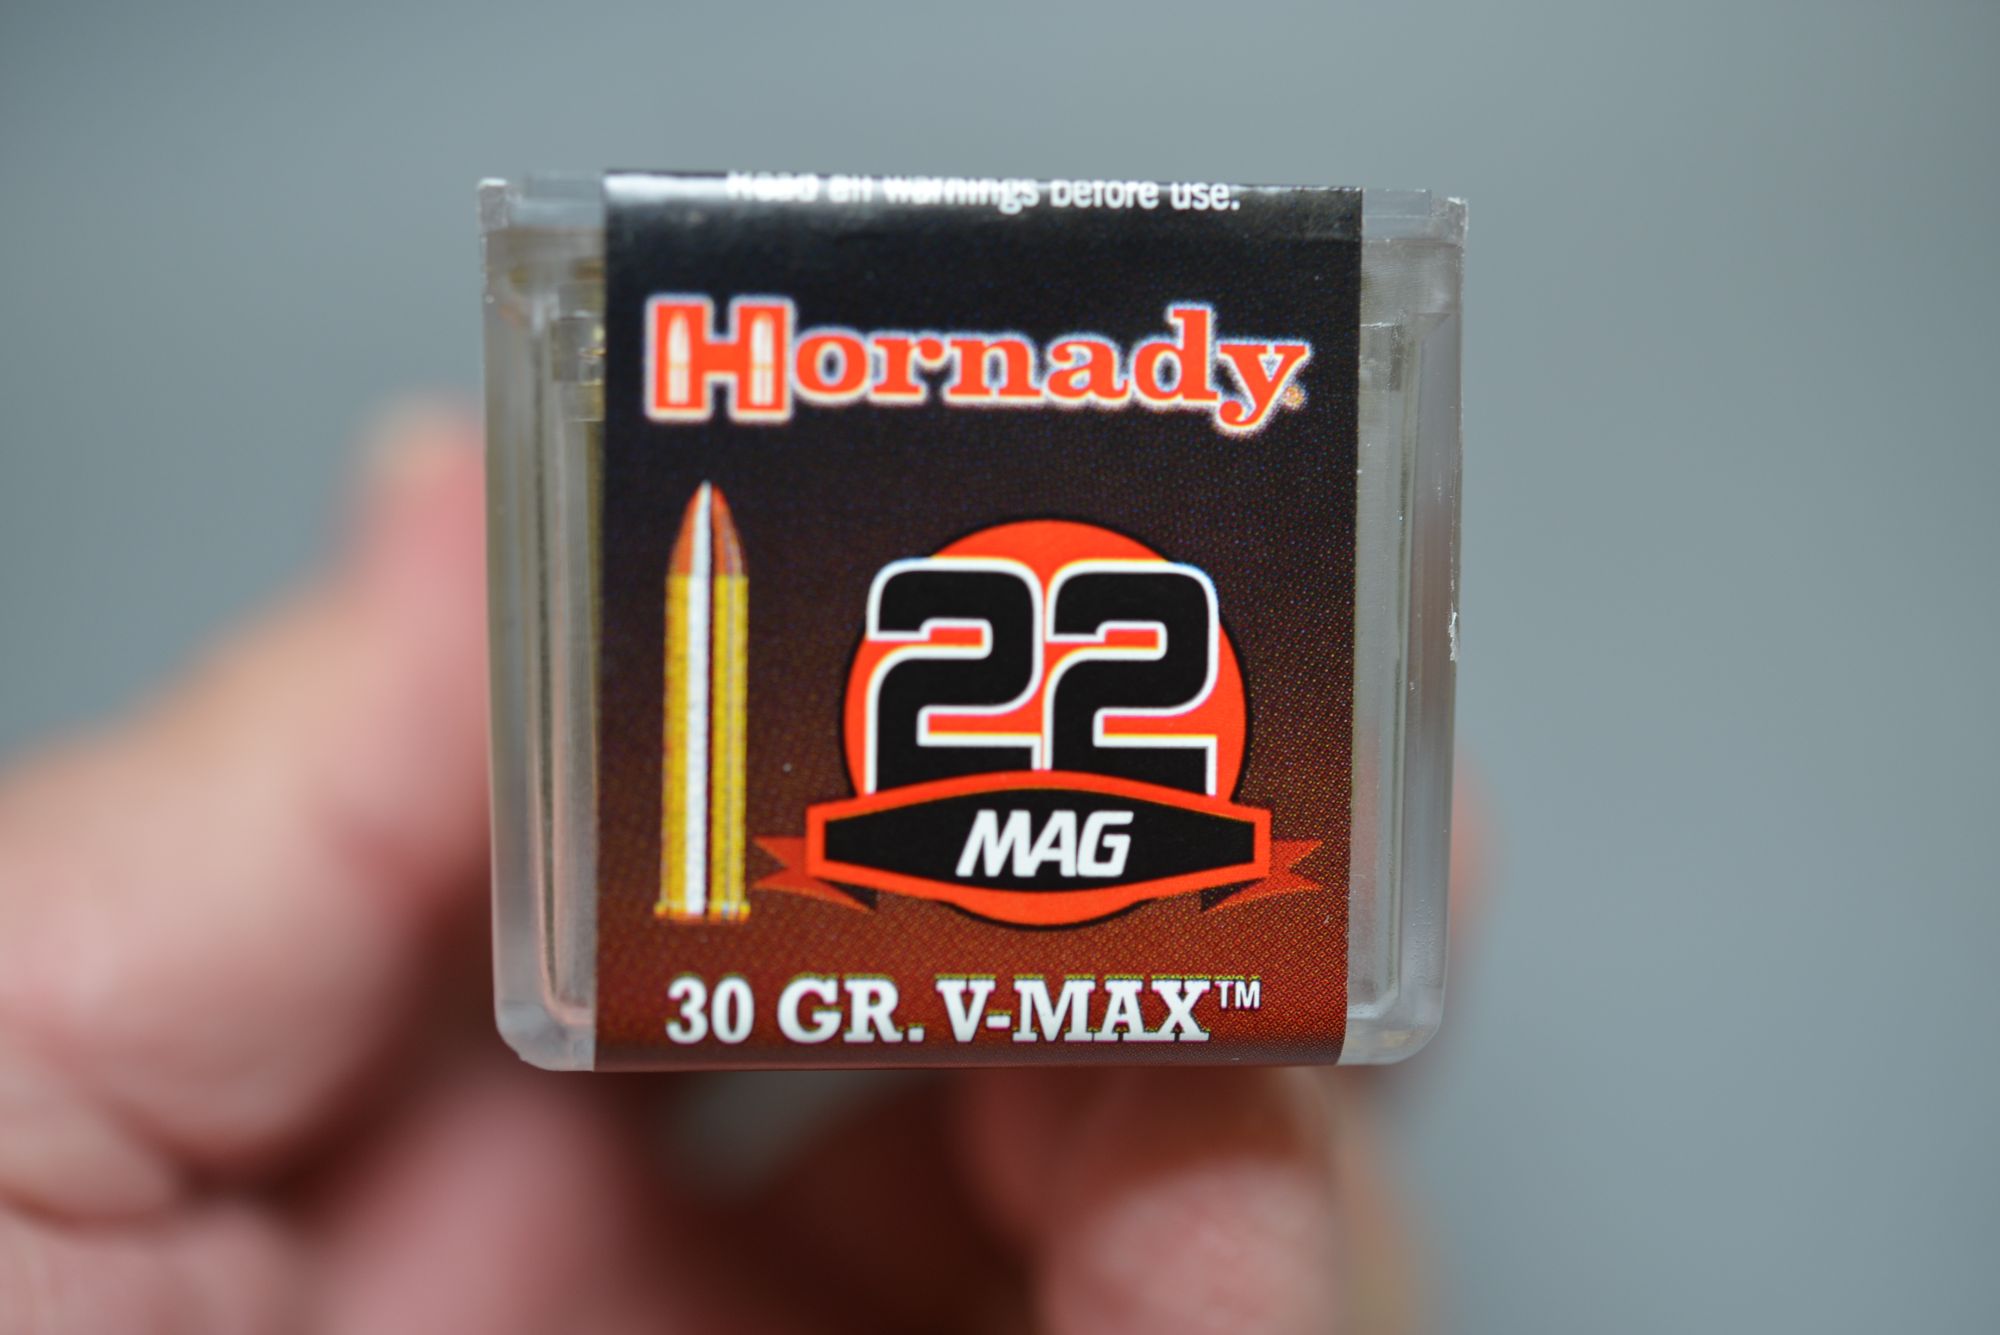 Read all warnings before use.
Hornady®
22
MAG
30 GR. V-MAX™